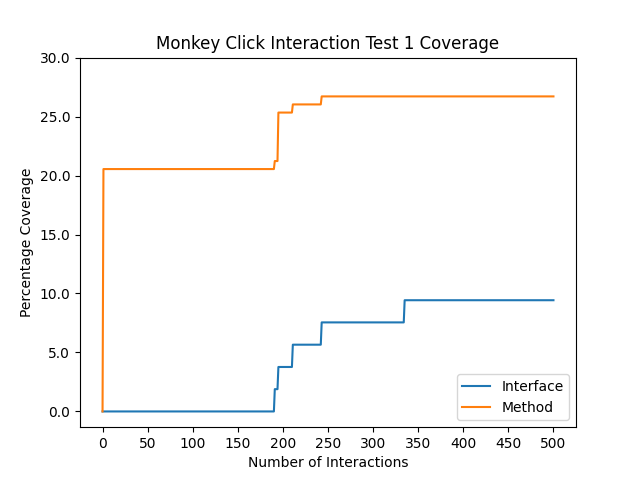 Monkey Click Interaction Test 1 Coverage
30.0
25.0
20.0
15.0
10.0
5.0
0.0
Percentage Coverage
0 50 100 150 200 250 300 350 400 450 500
Number of Interactions
Interface
Method